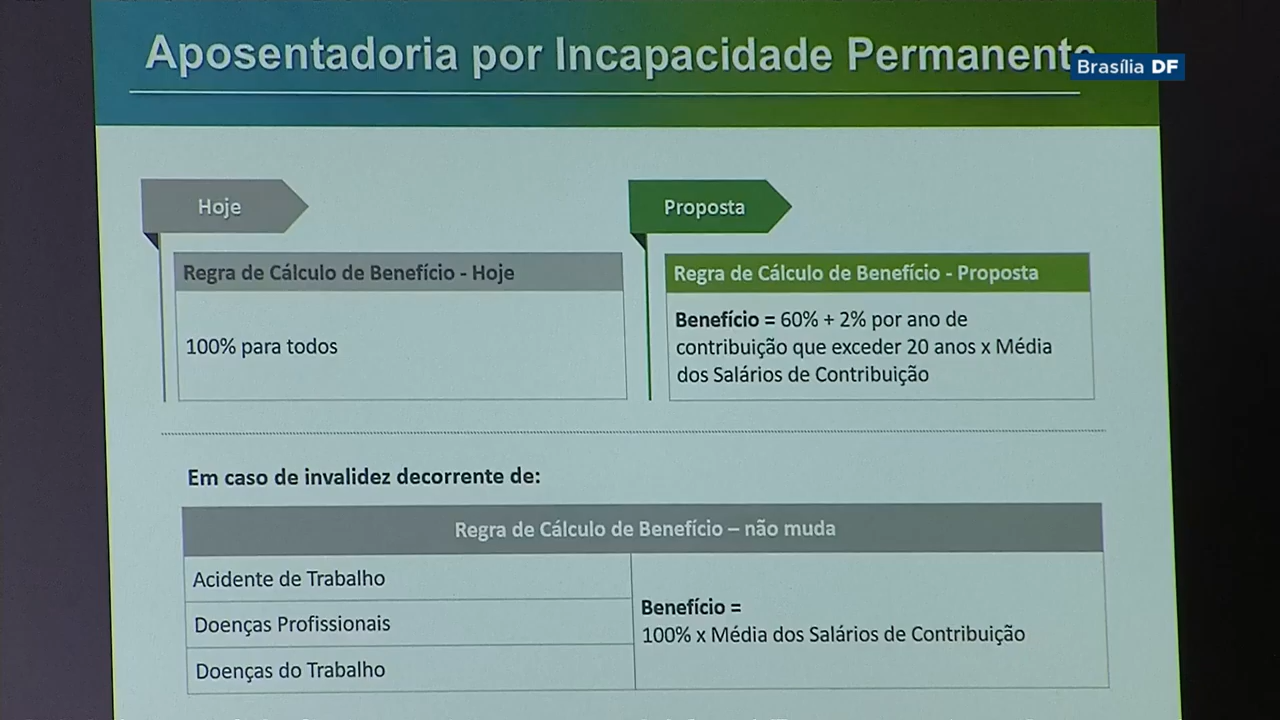 Aposentadoria por Incapacidade Permanente
Brasília DF
Hoje
Proposta
Regra de Cálculo de Benefício - Hoje
100% para todos
Regra de Cálculo de Benefício - Proposta
Benefício = 60% + 2% por ano de
contribuição que exceder 20 anos x Média
dos Salários de Contribuição
Em caso de invalidez decorrente de:
Regra de Cálculo de Benefício – não muda
Acidente de Trabalho
Doenças Profissionais
Doenças do Trabalho
Benefício =
100% x Média dos Salários de Contribuição